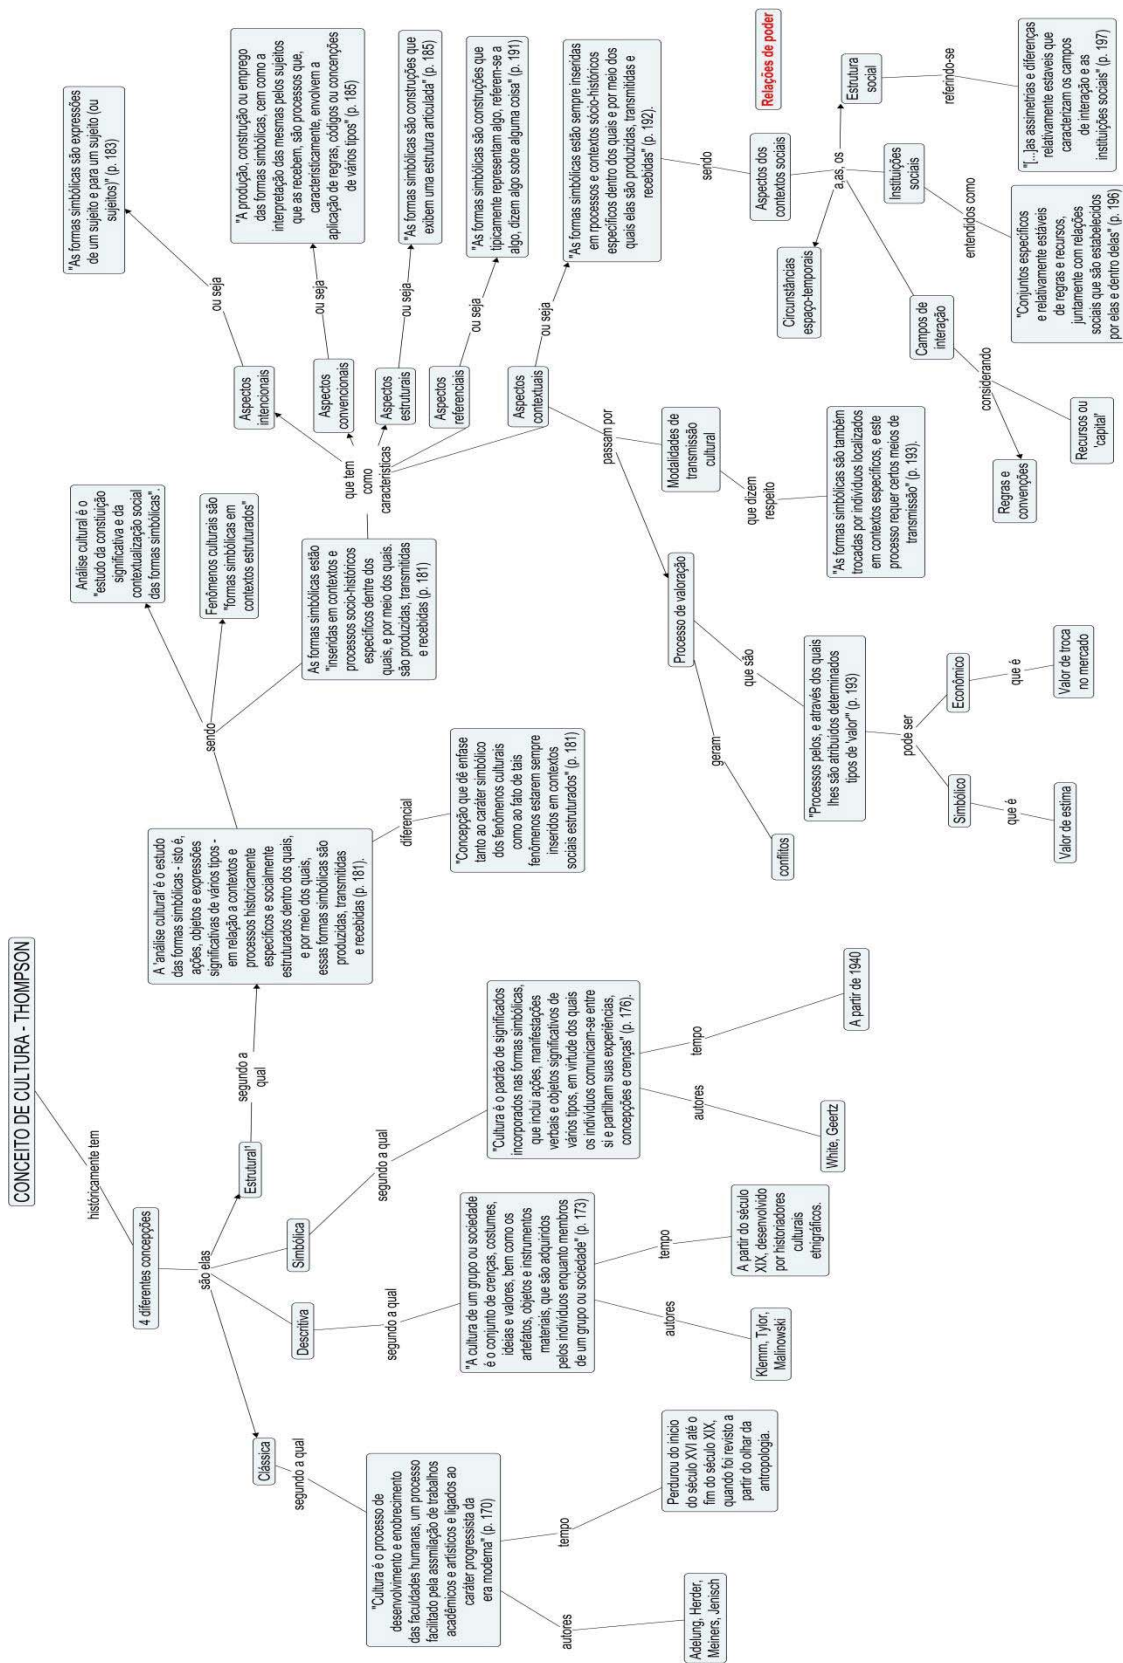 CONCEITO DE CULTURA - THOMPSON
históricamente tem
4 diferentes concepções
são elas
Clássica
segundo a qual
"Cultura é o processo de
desenvolvimento e enobrecimento
das faculdades humanas, um processo
facilitado pela assmilação de trabalhos
acadêmicos e artísticos e ligados ao
caráter progressista da
era moderna" (p. 170)
autores
Adelung, Herder,
Meiners, Jenisch
tempo
Perdurou do inicio
do século XVI até o
fim do século XIX,
quando foi revisto a
partir do olhar da
antropologia.
Descritiva
segundo a qual
"A cultura de um grupo ou sociedade
é o conjunto de crenças, costumes,
ideias e valores, bem como os
artefatos, objetos e instrumentos
materiais, que são adquiridos
pelos indivíduos enquanto membros
de um grupo ou sociedade" (p. 173)
autores
Klemm, Tylor,
Malinowski
tempo
A partir do século
XIX, desenvolvido
por historiadores
culturais
etnigráficos.
Simbólica
segundo a qual
"Cultura é o padrão de significados
incorporados nas formas simbólicas,
que inclui ações, manifestações
verbais e objetos significativos de
vários tipos, em virtude dos quais
os indivíduos comunicam-se entre
si e partilham suas experiências,
concepções e crenças" (p. 176).
autores
White, Geertz
tempo
A partir de 1940
Estrutural'
segundo a
qual
A 'análise cultural' é o estudo
das formas simbólicas - isto é,
ações, objetos e expressões
significativas de vários tipos -
em relação a contextos e
processos historicamente
específicos e socialmente
estruturados dentro dos quais,
e por meio dos quais,
essas formas simbólicas são
produzidas, transmitidas
e recebidas (p. 181).
diferencial
"Concepção que dê enfase
tanto ao caráter simbólico
dos fenômenos culturais
como ao fato de tais
fenômenos estarem sempre
inseridos em contextos
sociais estruturados" (p. 181)
sendo
Análise cultural é o
"estudo da constiuição
significativa e da
contextualização social
das formas simbólicas".
Fenômenos culturais são
"formas simbólicas em
contextos estruturados"
As formas simbólicas estão
"inseridas em contextos e
processos socio-históricos
específicos dentre dos
quais, e por meio dos quais.
são produzidas, transmitidas
e recebidas (p. 181)
que tem
como
características
Aspectos
intencionais
ou seja
"As formas simbólicas são expressões
de um sujeito e para um sujeito (ou
sujeitos)" (p. 183)
Aspectos
convencionais
ou seja
"A produção, construção ou emprego
das formas simbólicas, cem como a
interpretação das mesmas pelos sujeitos
que as recebem, são processos que,
caracteristicamente, envolvem a
aplicação de regras, códigos ou concenções
de vários tipos" (p. 185)
Aspectos
estruturais
ou seja
"As formas simbólicas são construções que
exibem uma estrutura articulada" (p. 185)
Aspectos
referenciais
ou seja
"As formas simbólicas são construções que
típicamente representam algo, referem-se a
algo, dizem algo sobre alguma coisa" (p. 191)
Aspectos
contextuais
ou seja
"As formas simbólicas estão sempre inseridas
em rpocessos e contextos sócio-históricos
específicos dentro dos quais e por meio dos
quais elas são produzidas, transmitidas e
recebidas" (p. 192).
passam por
Processo de valoração
geram
conflitos
que são
"Processos pelos, e através dos quais
lhes são atribuidos determinados
tipos de 'valor'" (p. 193)
pode ser
Simbólico
que é
Valor de estima
Econômico
que é
Valor de troca
no mercado
Modalidades de
transmissão
cultural
que dizem
respeito
"As formas simbólicas são também
trocadas por indivíduos localizados
em contextos específicos, e este
processo requer certos meios de
transmissão" (p. 193).
sendo
Aspectos dos
contextos sociais
Relações de poder
a,as, os
Circunstâncias
espaço-temporais
Campos de
interação
considerando
Regras e
convenções
Recursos ou
'capital'
Instituições
sociais
entendidos como
"Conjuntos específicos
e relativamente estáveis
de regras e recursos,
juntamente com relações
sociais que são estabelecidos
por elas e dentro delas" (p. 196)
Estrutura
social
referindo-se
"[...]as assimetrias e diferenças
relativamente estaveis que
caracterizam os campos
de interação e as
instituições sociais" (p. 197)